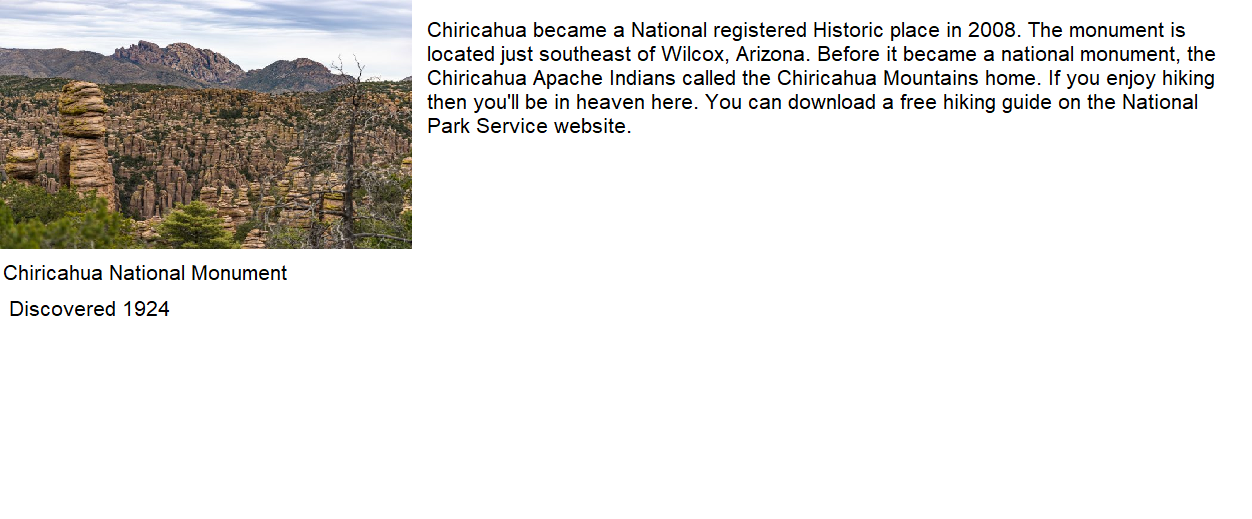 Chiricahua became a National registered Historic place in 2008. The monument is
located just southeast of Wilcox, Arizona. Before it became a national monument, the
Chiricahua Apache Indians called the Chiricahua Mountains home. If you enjoy hiking
then you'll be in heaven here. You can download a free hiking guide on the National
Park Service website.
Chiricahua National Monument
Discovered 1924